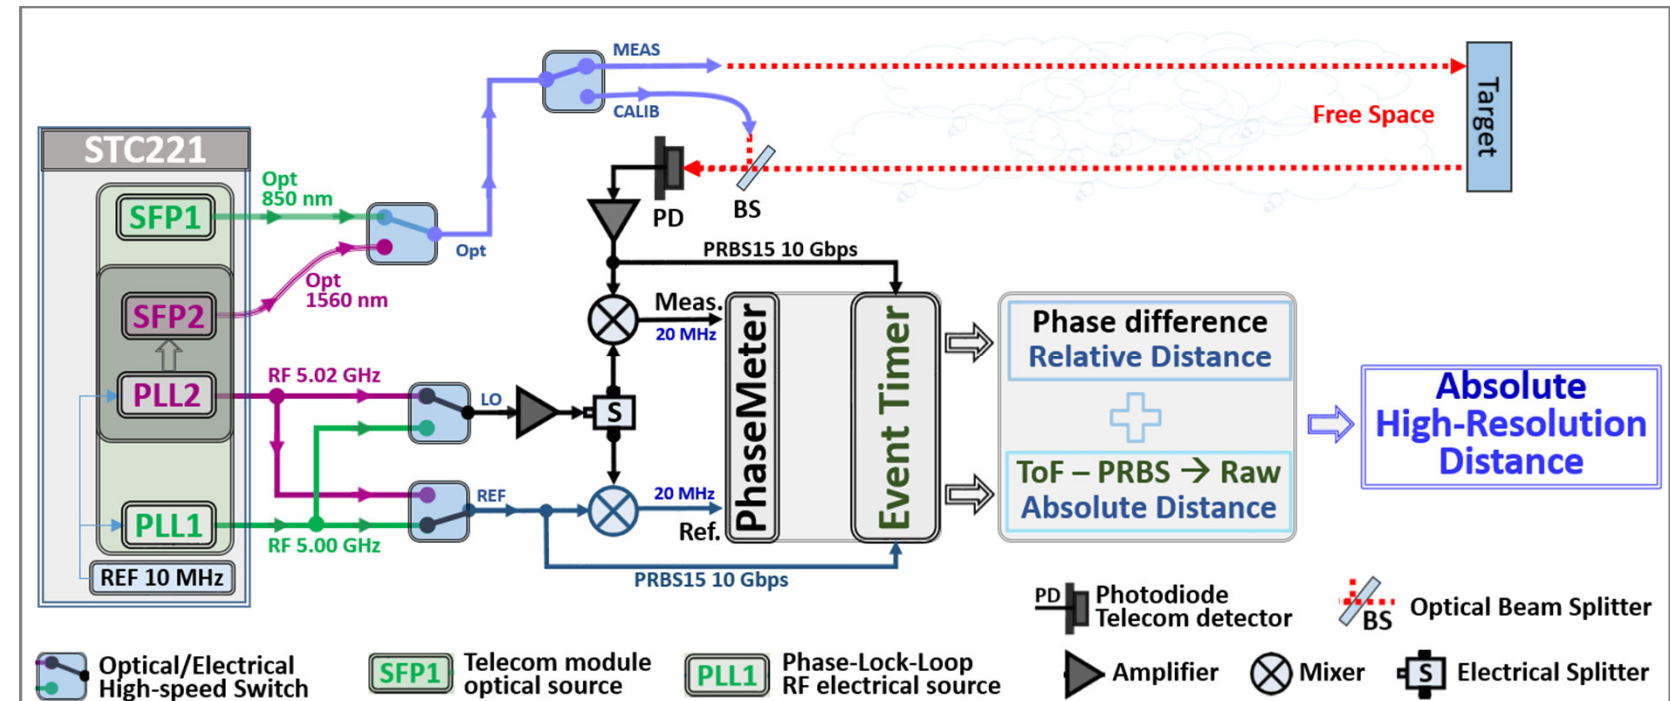 MEAS
CALIB
Free Space
Target
STC221
SFP1
Opt
850 nm
Opt
PD
BS
SFP2
Opt
1560 nm
PRBS15 10 Gbps
Meas.
20 MHz
PLL2
RF 5.02 GHz
LO
S
PLL1
RF 5.00 GHz
REF
20 MHz
Ref.
REF 10 MHz
PRBS15 10 Gbps
PhaseMeter
Event Timer
Phase difference
Relative Distance
ToF – PRBS → Raw
Absolute Distance
Absolute
High-Resolution
Distance
PD
Photodiode
Telecom detector
BS
Optical Beam Splitter
Optical/Electrical
High-speed Switch
SFP1
Telecom module
optical source
PLL1
Phase-Lock-Loop
RF electrical source
Amplifier
Mixer
S
Electrical Splitter